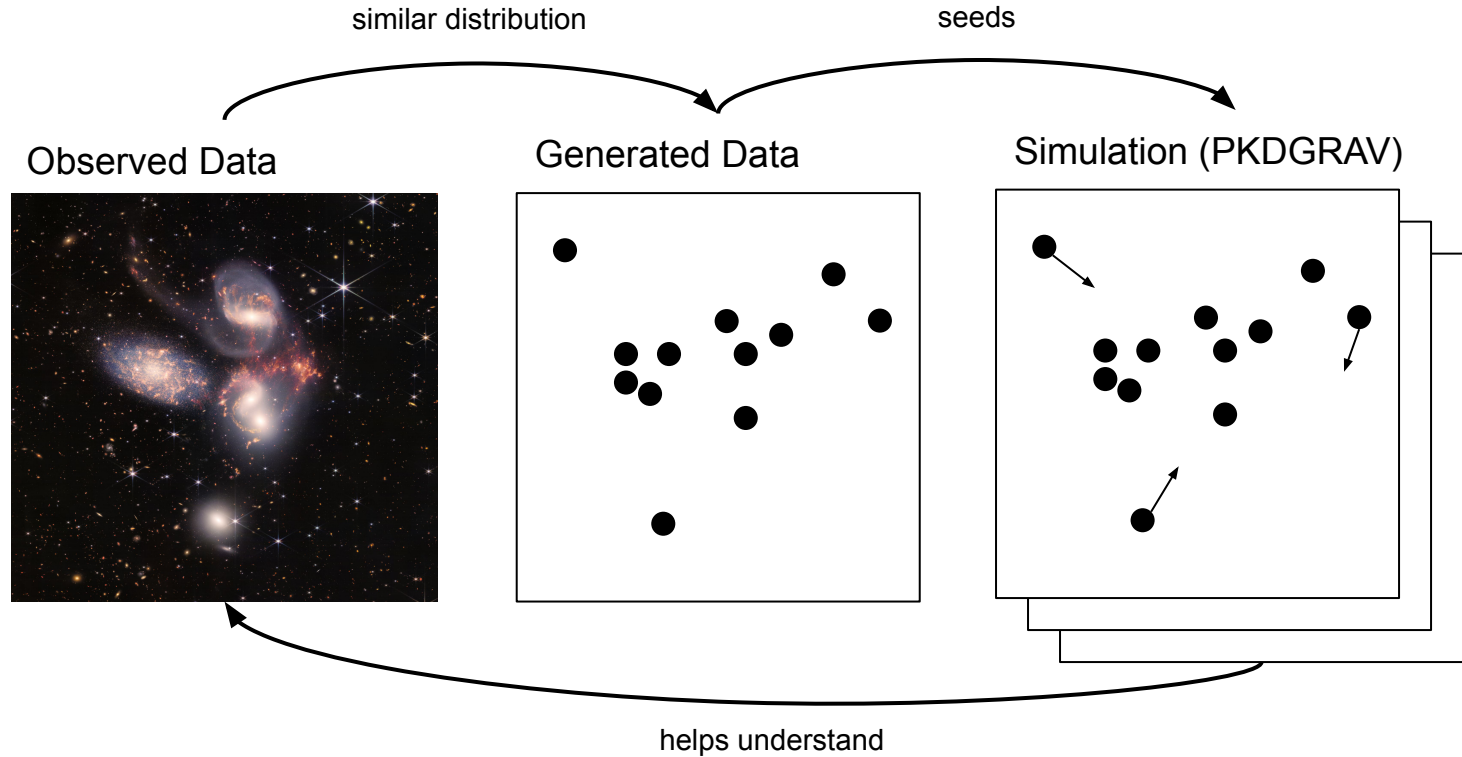 similar distribution
seeds
Observed Data
Generated Data
Simulation (PKDGRAV)
helps understand